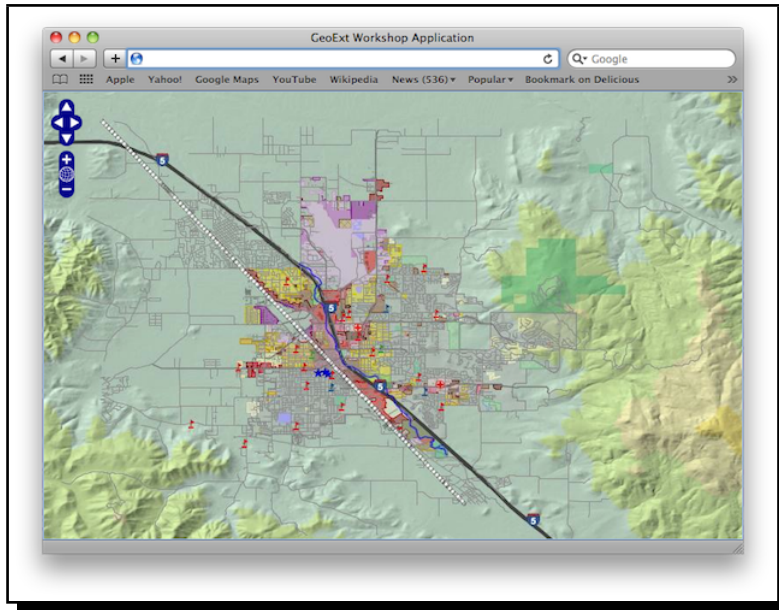 GeoExt Workshop Application
Google
Apple Yahoo! Google Maps YouTube Wikipedia News (536) Popular Bookmark on Delicious
5
5
5
5